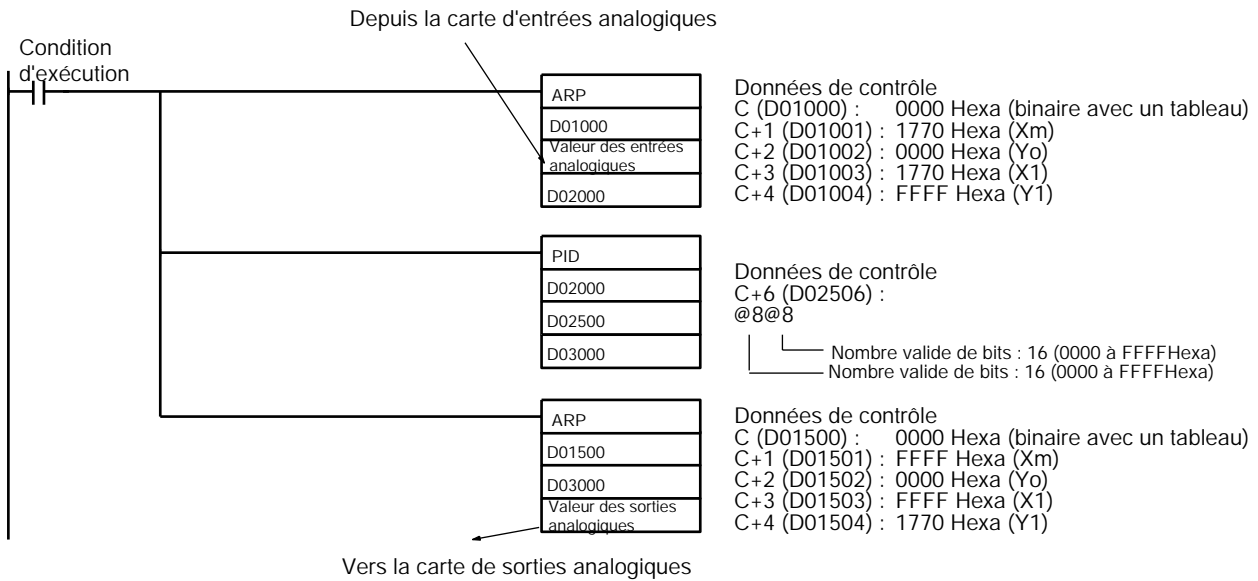 Depuis la carte d'entrées analogiques
Condition
d'exécution
ARP
D01000
Valeur des entrées
analogiques
D02000
Données de contrôle
C (D01000) : 0000 Hexa (binaire avec un tableau)
C+1 (D01001) : 1770 Hexa (Xm)
C+2 (D01002) : 0000 Hexa (Yo)
C+3 (D01003) : 1770 Hexa (X1)
C+4 (D01004) : FFFF Hexa (Y1)
PID
D02000
D02500
D03000
Données de contrôle
C+6 (D02506) :
@8@8
Nombre valide de bits : 16 (0000 à FFFFHexa)
Nombre valide de bits : 16 (0000 à FFFFHexa)
ARP
D01500
D03000
Valeur des sorties
analogiques
Données de contrôle
C (D01500) : 0000 Hexa (binaire avec un tableau)
C+1 (D01501) : FFFF Hexa (Xm)
C+2 (D01502) : 0000 Hexa (Yo)
C+3 (D01503) : FFFF Hexa (X1)
C+4 (D01504) : 1770 Hexa (Y1)
Vers la carte de sorties analogiques